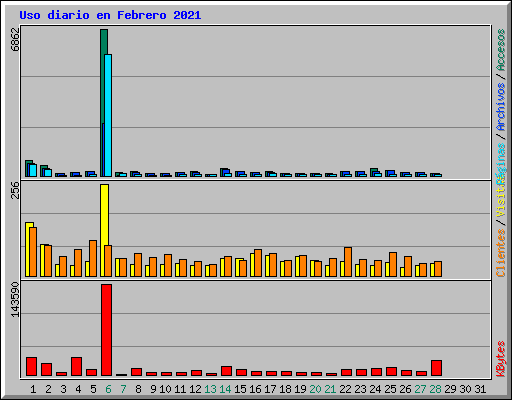 Uso diario en Febrero 2021
6862
256
143590
Accesos / Archivos / Páginas
Visitas / Clientes
KBytes
1 2 3 4 5 6 7 8 9 10 11 12 13 14 15 16 17 18 19 20 21 22 23 24 25 26 27 28 29 30 31